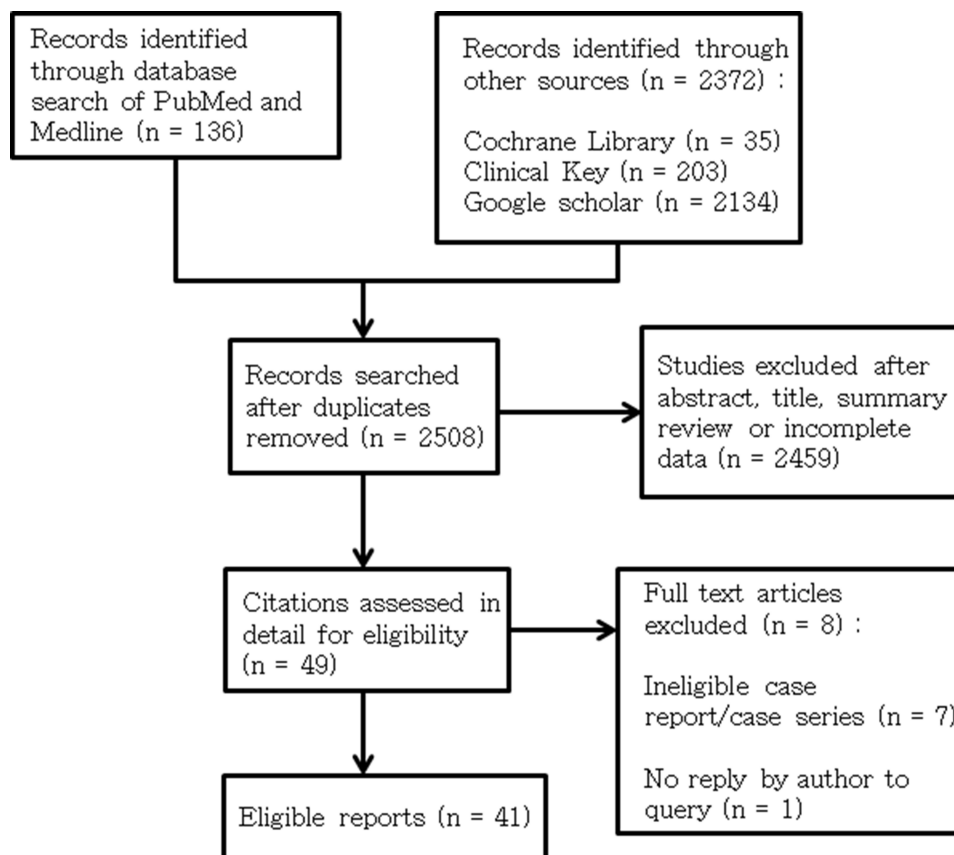 Records identified
through database
search of PubMed and
Medline (n = 136)
Records identified through
other sources (n = 2372) :
Cochrane Library (n = 35)
Clinical Key (n = 203)
Google scholar (n = 2134)
Records searched
after duplicates
removed (n = 2508)
Studies excluded after
abstract, title, summary
review or incomplete
data (n = 2459)
Citations assessed in
detail for eligibility
(n = 49)
Full text articles
excluded (n = 8) :
Ineligible case
report/case series (n = 7)
No reply by author to
query (n = 1)
Eligible reports (n = 41)